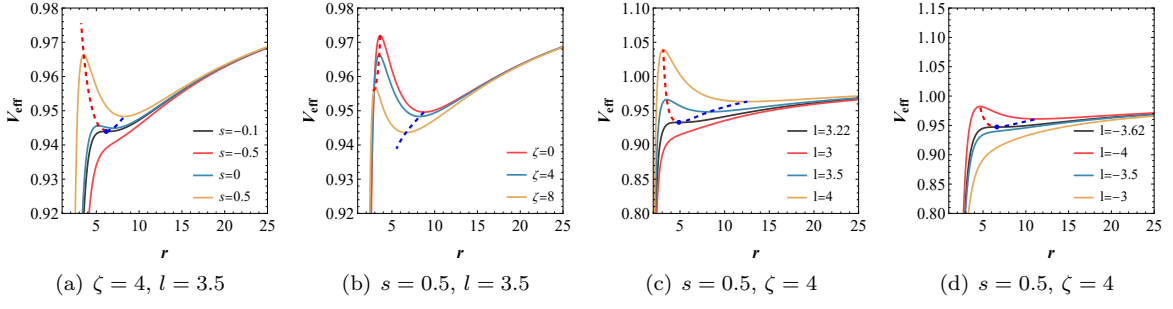 0.98
0.97
0.96
0.95
0.94
0.93
0.92
V_eff
5
10
15
20
25
r
s=-0.1
s=-0.5
s=0
s=0.5
(a) ζ = 4, l = 3.5
0.98
0.97
0.96
0.95
0.94
0.93
0.92
V_eff
5
10
15
20
25
r
ζ=0
ζ=4
ζ=8
(b) s = 0.5, l = 3.5
1.10
1.05
1.00
0.95
0.90
0.85
0.80
V_eff
5
10
15
20
25
r
l=3.22
l=3
l=3.5
l=4
(c) s = 0.5, ζ = 4
1.15
1.10
1.05
1.00
0.95
0.90
0.85
0.80
V_eff
5
10
15
20
25
r
l=-3.62
l=-4
l=-3.5
l=-3
(d) s = 0.5, ζ = 4